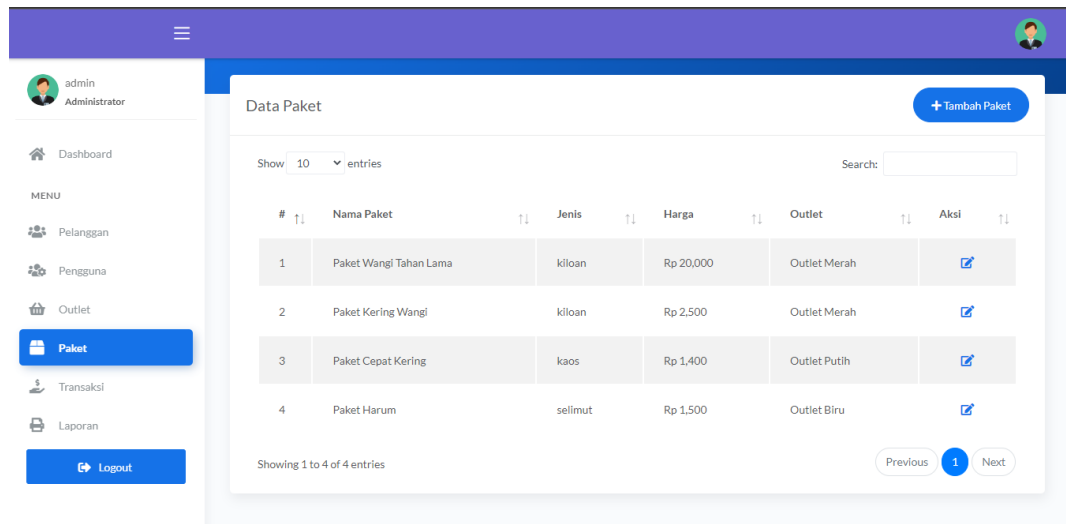 admin
Administrator
Dashboard
MENU
Pelanggan
Pengguna
Outlet
Paket
Transaksi
Laporan
Logout
Data Paket
+ Tambah Paket
Show 10 entries
Search:
# Nama Paket Jenis Harga Outlet Aksi
1 Paket Wangi Tahan Lama kiloan Rp 20,000 Outlet Merah
2 Paket Kering Wangi kiloan Rp 2,500 Outlet Merah
3 Paket Cepat Kering kaos Rp 1,400 Outlet Putih
4 Paket Harum selimut Rp 1,500 Outlet Biru
Showing 1 to 4 of 4 entries
Previous 1 Next